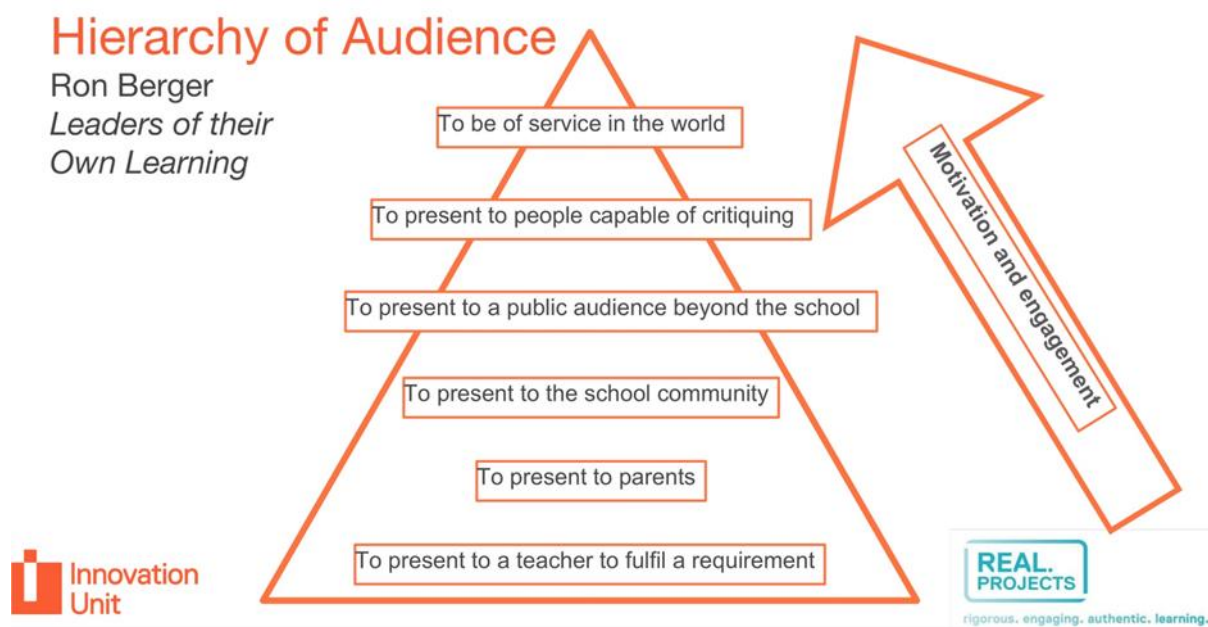 Hierarchy of Audience
Ron Berger
Leaders of their
Own Learning
To be of service in the world
To present to people capable of critiquing
To present to a public audience beyond the school
To present to the school community
To present to parents
To present to a teacher to fulfil a requirement
Motivation and engagement
Innovation
Unit
REAL.
PROJECTS
rigorous. engaging. authentic. learning.